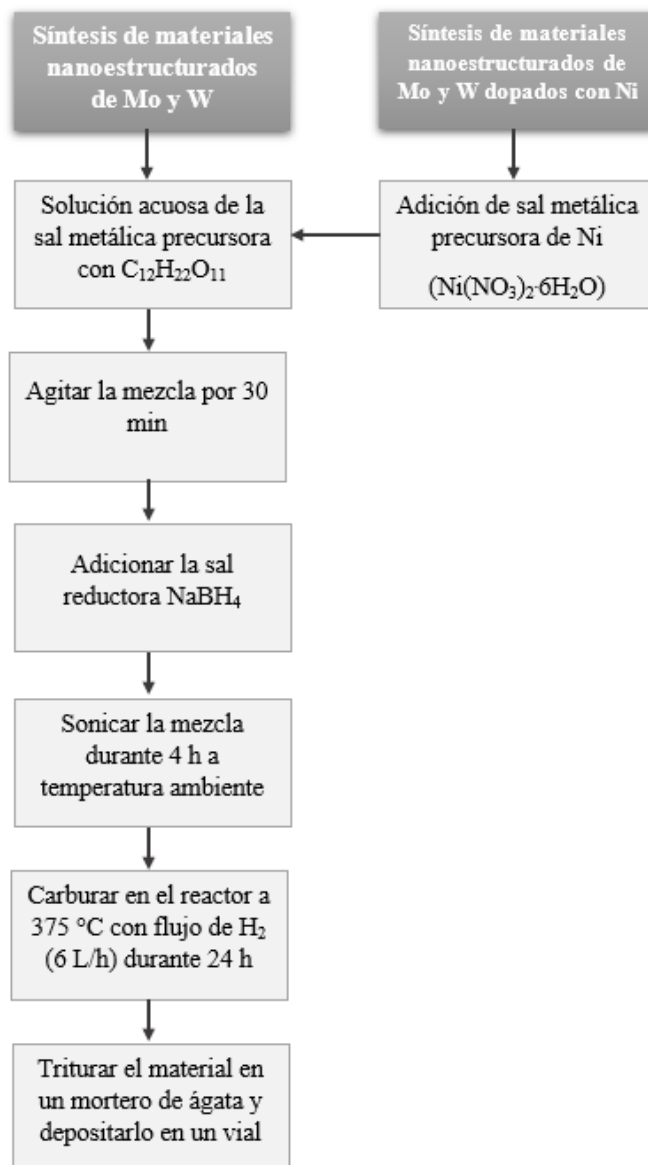 Síntesis de materiales
nanoestructurados
de Mo y W
Síntesis de materiales
nanoestructurados de
Mo y W dopados con Ni
Solución acuosa de la
sal metálica precursora
con C₁₂H₂₂O₁₁
Adición de sal metálica
precursora de Ni
(Ni(NO₃)₂·6H₂O)
Agitar la mezcla por 30
min
Adicionar la sal
reductora NaBH₄
Sonicar la mezcla
durante 4 h a
temperatura ambiente
Carburar en el reactor a
375 °C con flujo de H₂
(6 L/h) durante 24 h
Triturar el material en
un mortero de ágata y
depositarlo en un vial